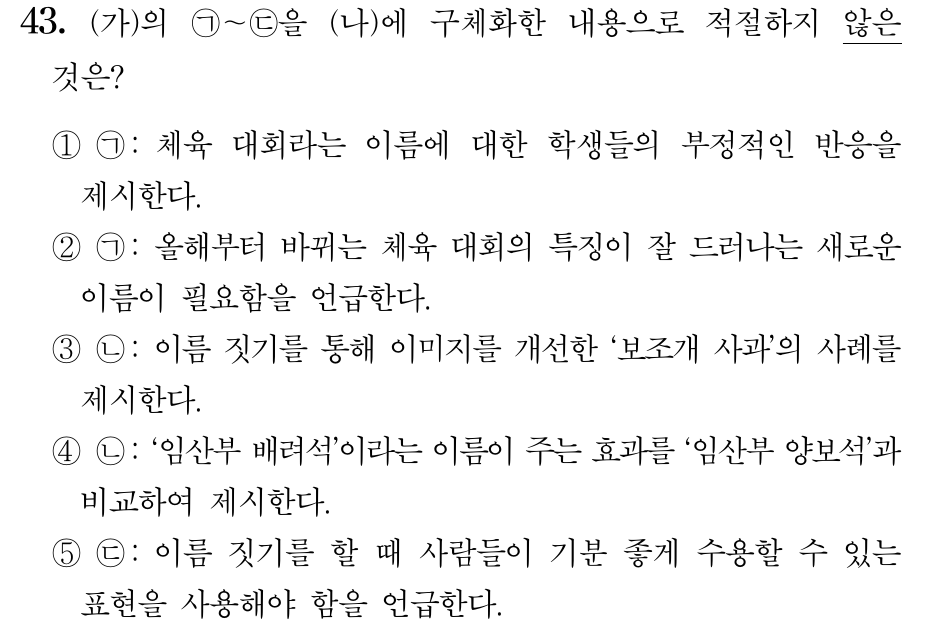 43. (가)의 ㉠~㉢을 (나)에 구체화한 내용으로 적절하지 않은
것은?
① ㉠: 체육 대회라는 이름에 대한 학생들의 부정적인 반응을
제시한다.
② ㉠: 올해부터 바뀌는 체육 대회의 특징이 잘 드러나는 새로운
이름이 필요함을 언급한다.
③ ㉡: 이름 짓기를 통해 이미지를 개선한 ‘보조개 사과’의 사례를
제시한다.
④ ㉡: ‘임산부 배려석’이라는 이름이 주는 효과를 ‘임산부 양보석’과
비교하여 제시한다.
⑤ ㉢: 이름 짓기를 할 때 사람들이 기분 좋게 수용할 수 있는
표현을 사용해야 함을 언급한다.